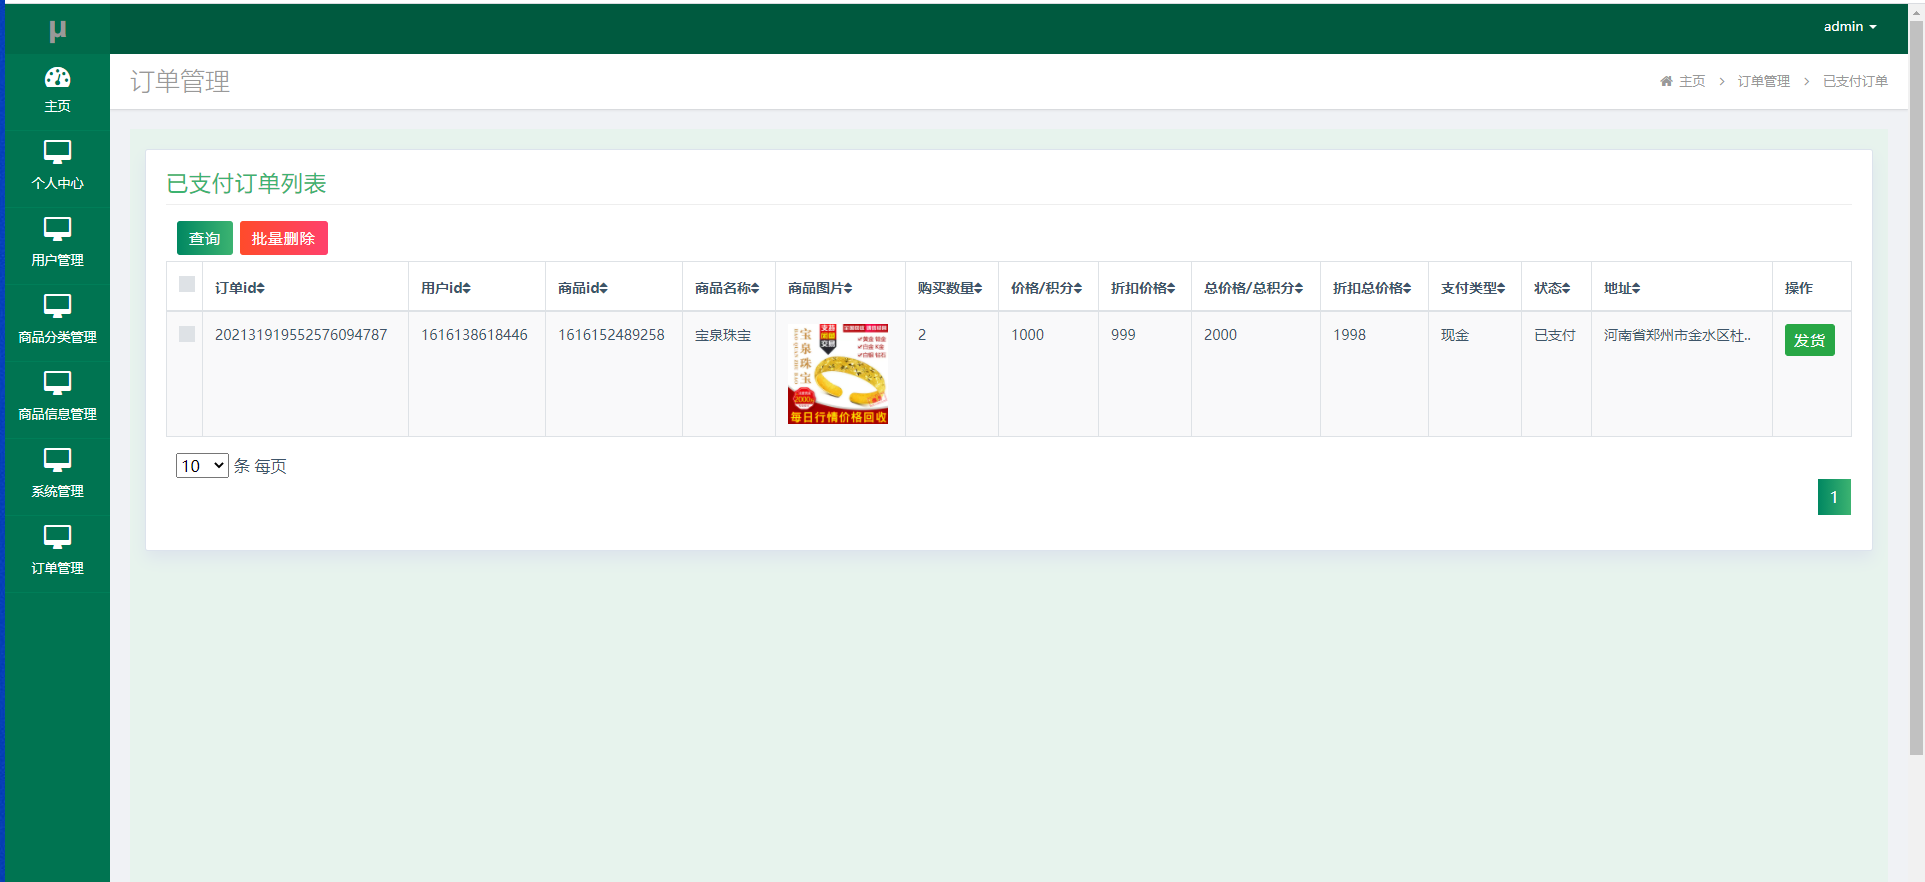 µ
admin
主页
个人中心
用户管理
商品分类管理
商品信息管理
系统管理
订单管理
订单管理
主页 > 订单管理 > 已支付订单
已支付订单列表
查询 批量删除
订单id 用户id 商品id 商品名称 商品图片 购买数量 价格/积分 折扣价格 总价格/总积分 折扣总价格 支付类型 状态 地址 操作
202131919552576094787 1616138618446 1616152489258 宝泉珠宝 2 1000 999 2000 1998 现金 已支付 河南省郑州市金水区杜.. 发货
宝泉珠宝
每日行情价格回收
10 条 每页
1